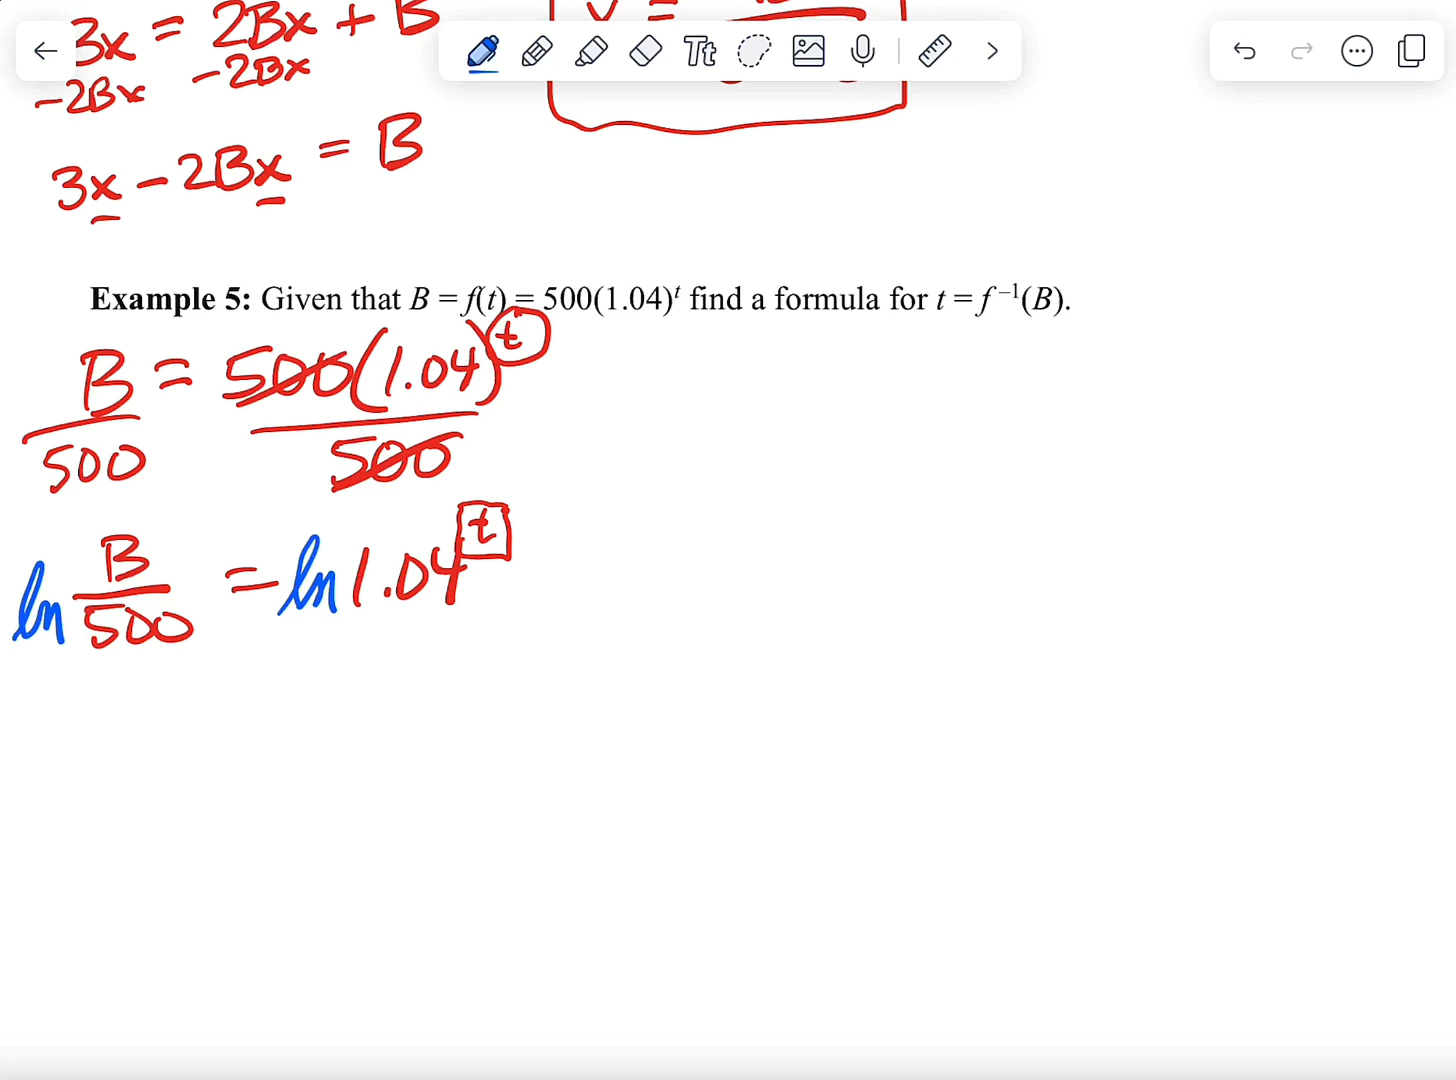 3x = 2Bx + B
-2Bx -2Bx
3x - 2Bx = B
Tt
Example 5: Given that B = f(t) = 500(1.04)^t find a formula for t = f^{-1}(B).
B/500 = 500(1.04)^t/500
ln B/500 = ln 1.04^t